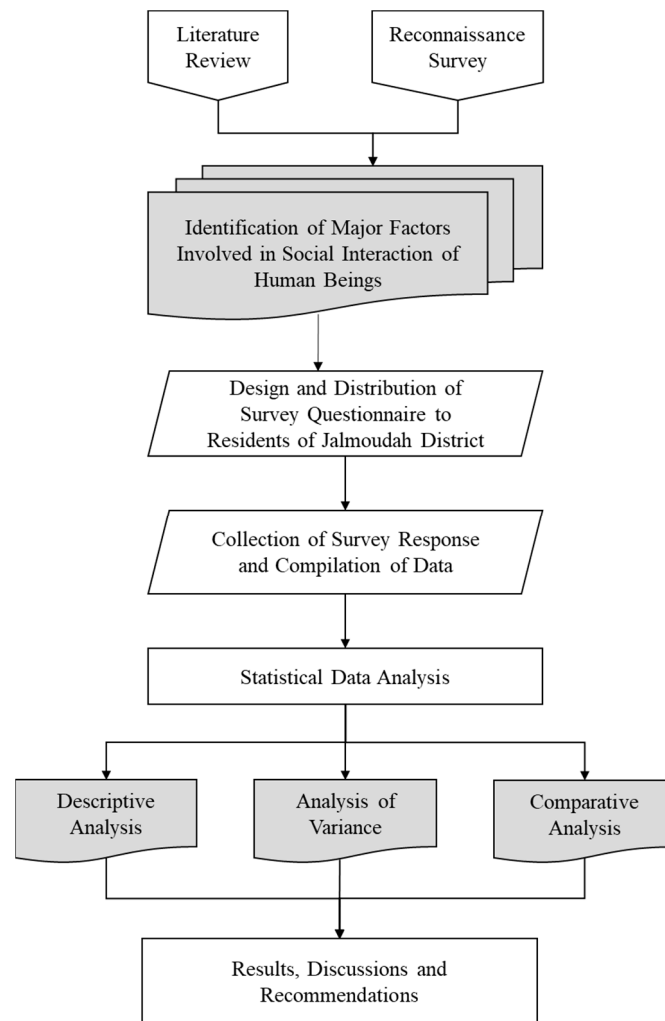 Literature
Review
Reconnaissance
Survey
Identification of Major Factors
Involved in Social Interaction of
Human Beings
Design and Distribution of
Survey Questionnaire to
Residents of Jalmoudah District
Collection of Survey Response
and Compilation of Data
Statistical Data Analysis
Descriptive
Analysis
Analysis of
Variance
Comparative
Analysis
Results, Discussions and
Recommendations